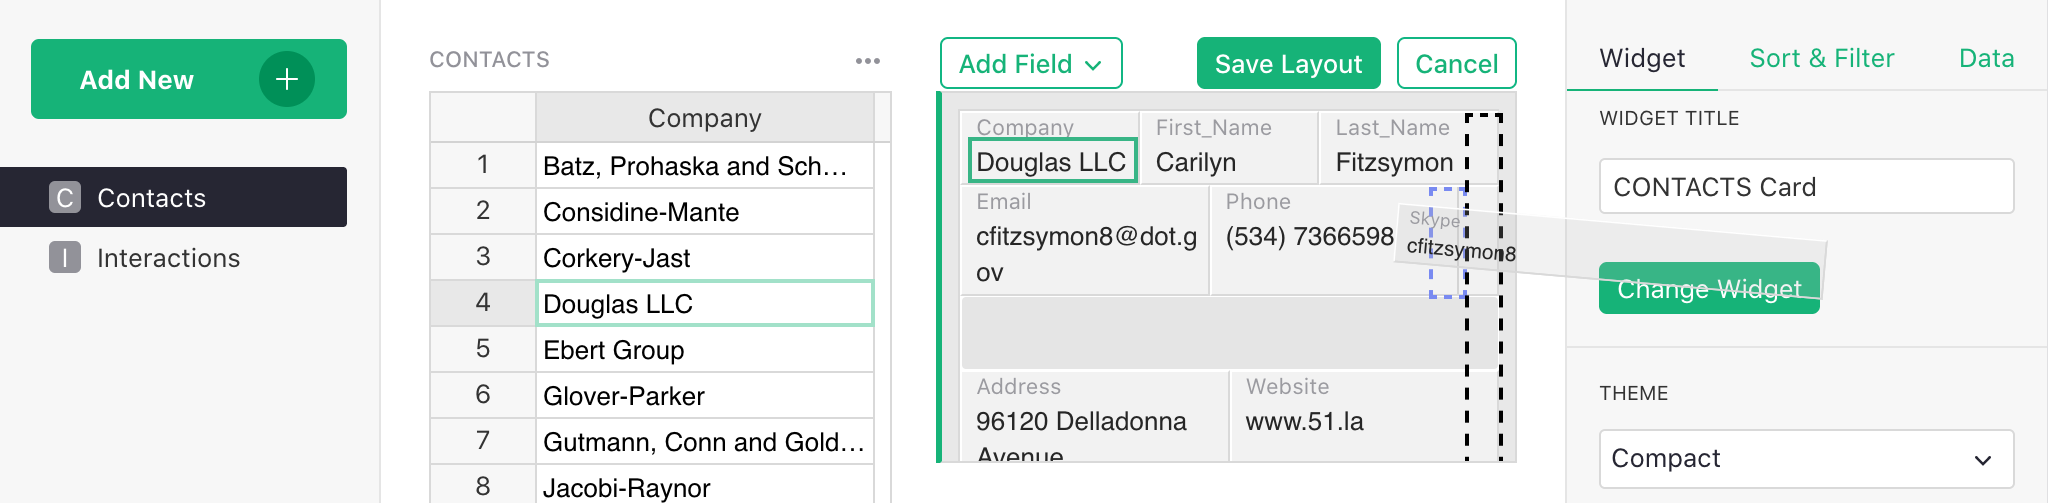 Add New
C Contacts
I Interactions
CONTACTS
Company
1 Batz, Prohaska and Sch…
2 Considine-Mante
3 Corkery-Jast
4 Douglas LLC
5 Ebert Group
6 Glover-Parker
7 Gutmann, Conn and Gold…
8 Jacobi-Raynor
Add Field
Save Layout
Cancel
Company First_Name Last_Name
Douglas LLC Carilyn Fitzsymon
Email Phone
cfitzsymon8@dot.g (534) 7366598
ov
Skype
cfitzsymon8
Address Website
96120 Delladonna www.51.la
Avenue
Widget Sort & Filter Data
WIDGET TITLE
CONTACTS Card
Change Widget
THEME
Compact